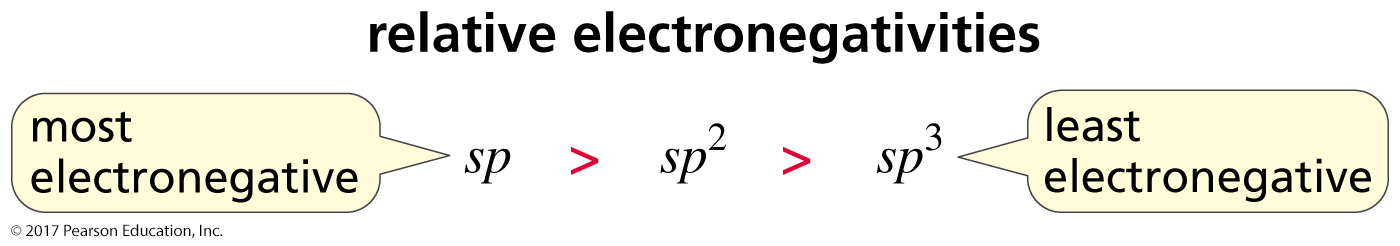 relative electronegativities
most
electronegative
sp > sp² > sp³
least
electronegative
© 2017 Pearson Education, Inc.